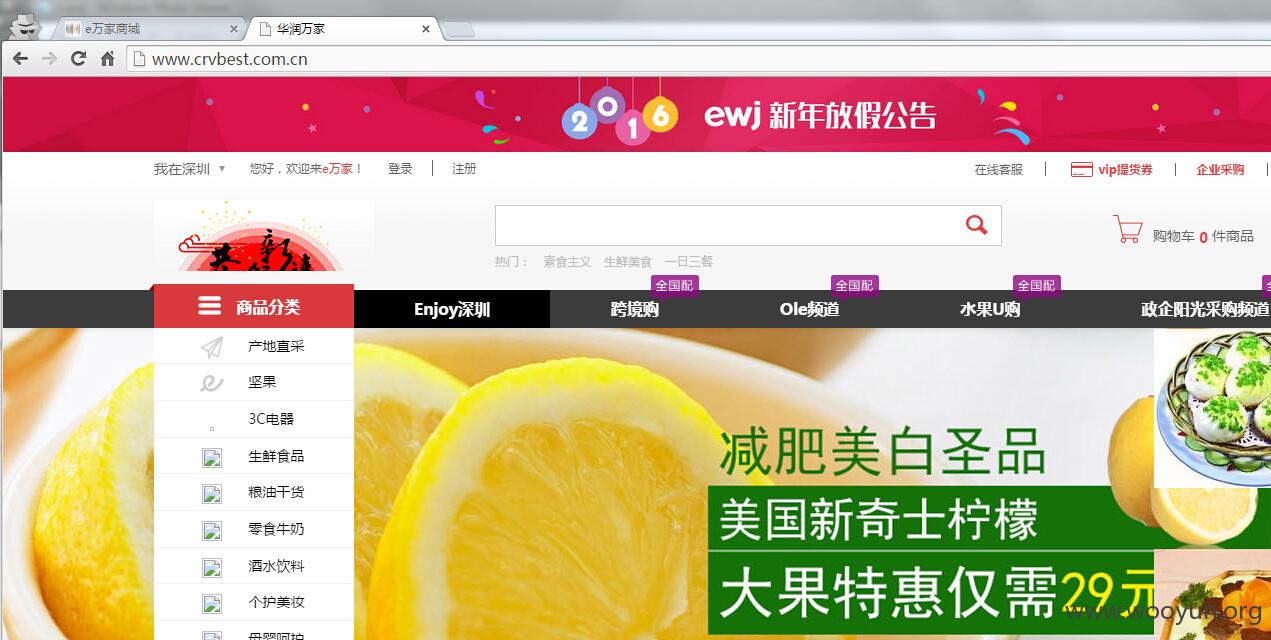 e万家商城
华润万家
www.crvbest.com.cn
2016 ewj 新年放假公告
我在深圳 您好，欢迎来e万家！ 登录 注册
在线客服 vip提货券 企业采购
购物车 0 件商品
热门： 素食主义 生鲜美食 一日三餐
全国配 全国配 全国配
商品分类 Enjoy深圳 跨境购 Ole频道 水果U购 政企阳光采购频道
产地直采
坚果
3C电器
生鲜食品
粮油干货
零食牛奶
酒水饮料
个护美妆
母婴呵护
减肥美白圣品
美国新奇士柠檬
大果特惠仅需29元
www.wooyun.org